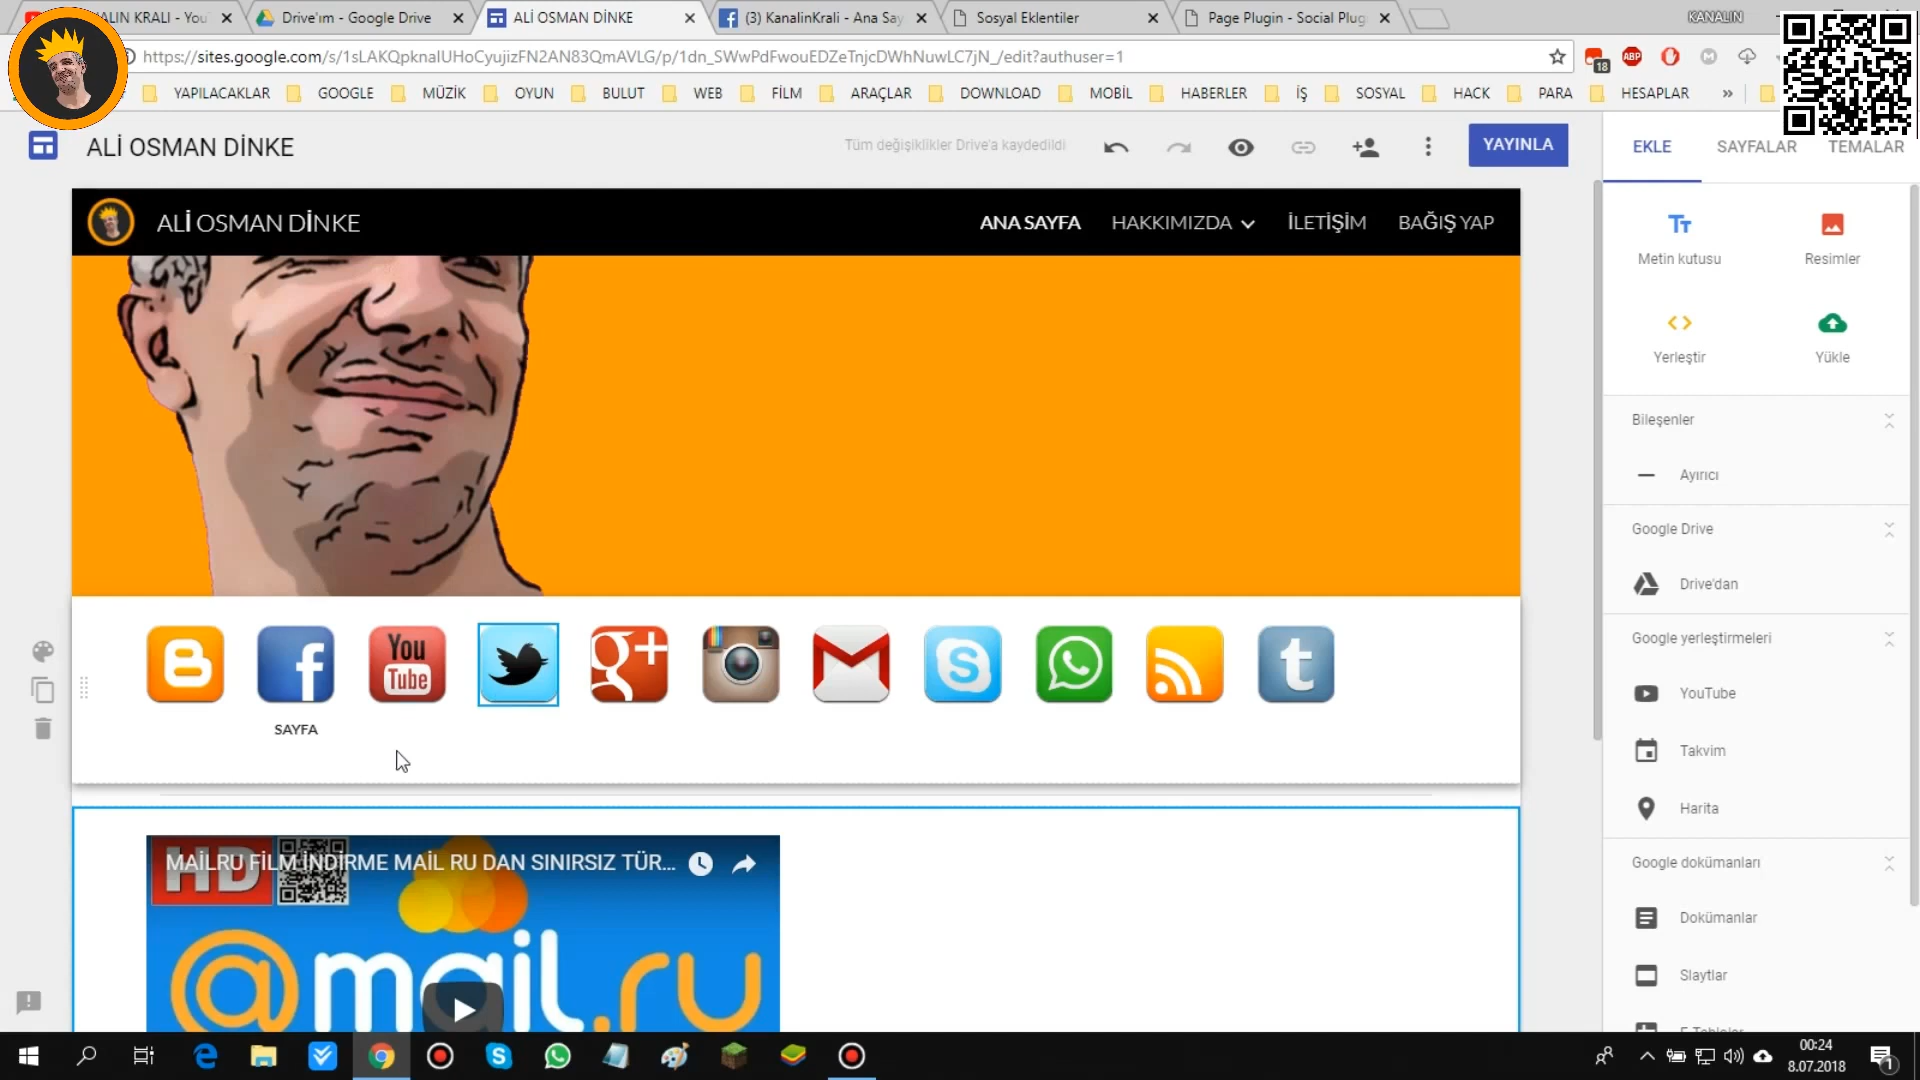 ALIN KRALI - You
Drive'ım - Google Drive
ALİ OSMAN DİNKE
(3) KanalinKrali - Ana Say
Sosyal Eklentiler
Page Plugin - Social Plug
KANALIN
https://sites.google.com/s/1sLAKQpknalUHoCyujizFN2AN83QmAVLG/p/1dn_SWwPdFwouEDZeTnjcDWhNuwLC7jN_/edit?authuser=1
18
ABP
YAPILACAKLAR
GOOGLE
MÜZİK
OYUN
BULUT
WEB
FİLM
ARAÇLAR
DOWNLOAD
MOBİL
HABERLER
İŞ
SOSYAL
HACK
PARA
HESAPLAR
»
ALİ OSMAN DİNKE
Tüm değişiklikler Drive'a kaydedildi
YAYINLA
EKLE
SAYFALAR
TEMALAR
ALİ OSMAN DİNKE
ANA SAYFA
HAKKIMIZDA
İLETİŞİM
BAĞIŞ YAP
Tt
Metin kutusu
Resimler
Yerleştir
Yükle
Bileşenler
Ayırıcı
Google Drive
Drive'dan
Google yerleştirmeleri
YouTube
Takvim
Harita
Google dokümanları
Dokümanlar
Slaytlar
E-Tablolar
You
Tube
g+
SAYFA
MAİLRU FİLM İNDİRME MAİL RU DAN SINIRSIZ TÜR...
HD
@mail.ru
00:24
8.07.2018
1